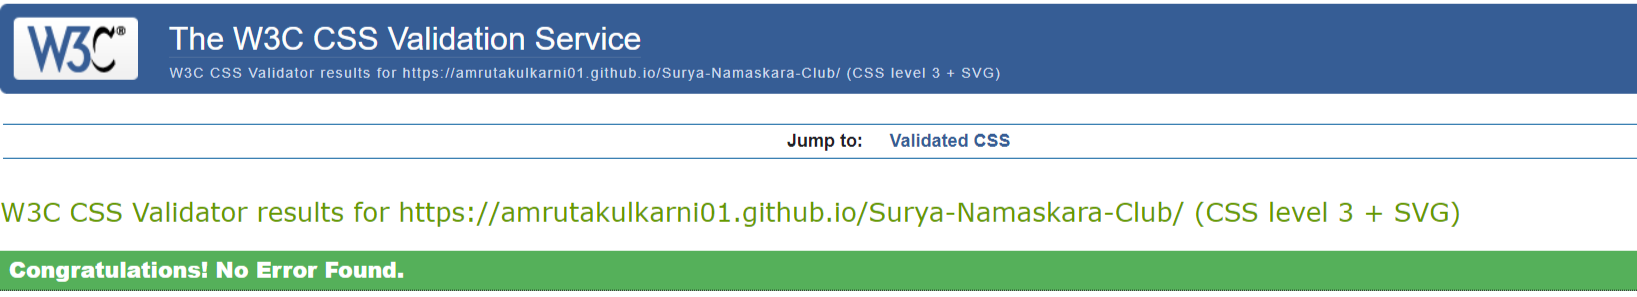 W3C®
The W3C CSS Validation Service
W3C CSS Validator results for https://amrutakulkarni01.github.io/Surya-Namaskara-Club/ (CSS level 3 + SVG)
Jump to: Validated CSS
W3C CSS Validator results for https://amrutakulkarni01.github.io/Surya-Namaskara-Club/ (CSS level 3 + SVG)
Congratulations! No Error Found.